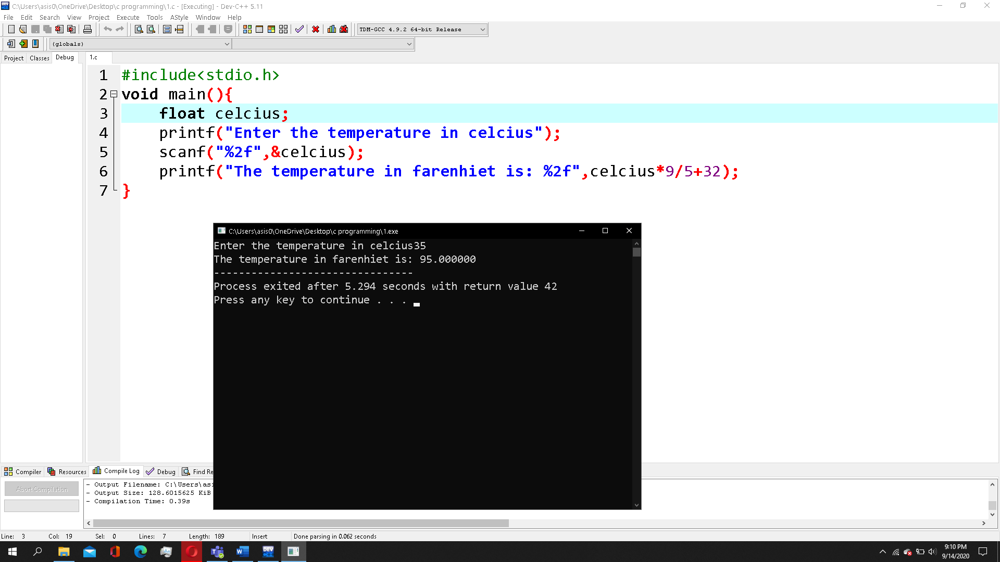 C:\Users\asis0\OneDrive\Desktop\c programming\1.c - [Executing] - Dev-C++ 5.11
File Edit Search View Project Execute Tools AStyle Window Help
TDM-GCC 4.9.2 64-bit Release
(globals)
Project Classes Debug 1.c
1 #include<stdio.h>
2 void main(){
3 float celcius;
4 printf("Enter the temperature in celcius");
5 scanf("%2f",&celcius);
6 printf("The temperature in farenhiet is: %2f",celcius*9/5+32);
7 }
C:\Users\asis0\OneDrive\Desktop\c programming\1.exe
Enter the temperature in celcius35
The temperature in farenhiet is: 95.000000
--------------------------------
Process exited after 5.294 seconds with return value 42
Press any key to continue . . .
Compiler Resources Compile Log Debug Find Re
Abort Compilation
- Output Filename: C:\Users\asi
- Output Size: 128.6015625 KiB
- Compilation Time: 0.39s
Line: 3 Col: 19 Sel: 0 Lines: 7 Length: 189 Insert Done parsing in 0.062 seconds
9:10 PM
9/14/2020